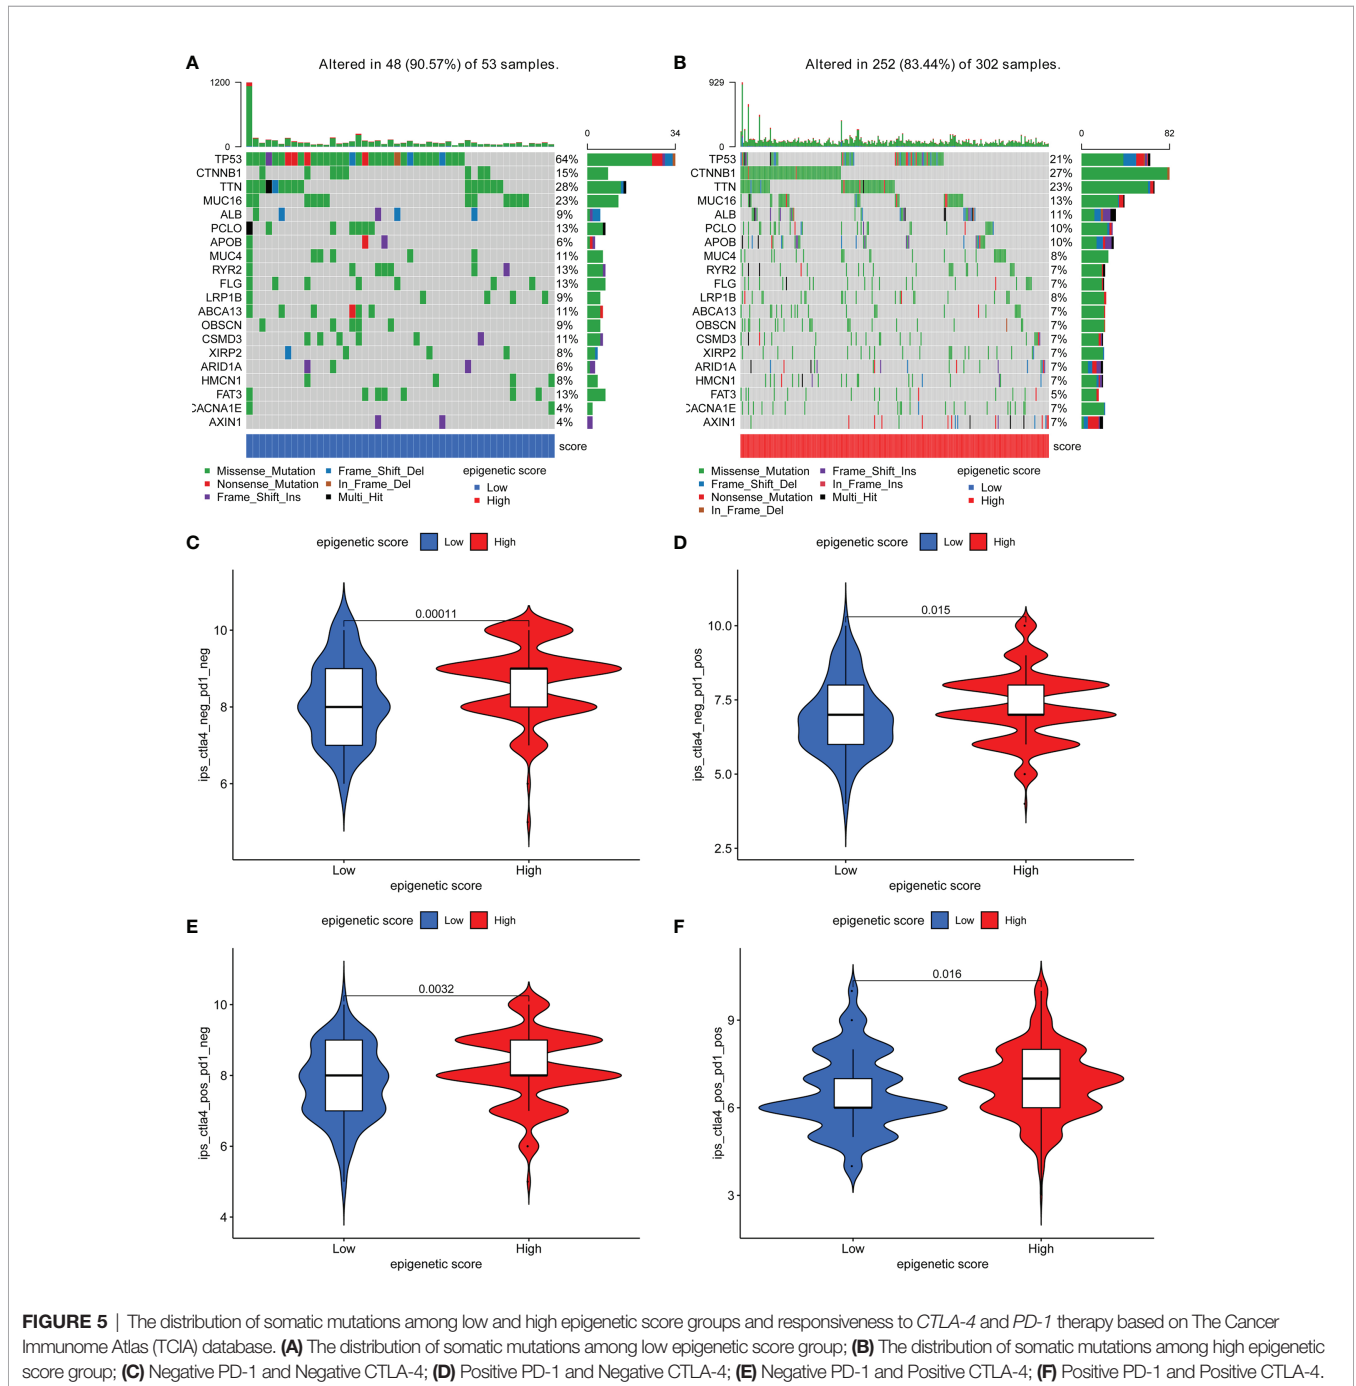 A
Altered in 48 (90.57%) of 53 samples.
1200
0
0 34
TP53 64%
CTNNB1 15%
TTN 28%
MUC16 23%
ALB 9%
PCLO 13%
APOB 6%
MUC4 11%
RYR2 13%
FLG 13%
LRP1B 9%
ABCA13 11%
OBSCN 9%
CSMD3 11%
XIRP2 8%
ARID1A 6%
HMCN1 8%
FAT3 13%
CACNA1E 4%
AXIN1 4%
score
Missense_Mutation Frame_Shift_Del epigenetic score
Nonsense_Mutation In_Frame_Del Low
Frame_Shift_Ins Multi_Hit High
B
Altered in 252 (83.44%) of 302 samples.
929
0
0 82
TP53 21%
CTNNB1 27%
TTN 23%
MUC16 13%
ALB 11%
PCLO 10%
APOB 10%
MUC4 8%
RYR2 7%
FLG 7%
LRP1B 8%
ABCA13 7%
OBSCN 7%
CSMD3 7%
XIRP2 7%
ARID1A 7%
HMCN1 7%
FAT3 5%
CACNA1E 7%
AXIN1 7%
score
Missense_Mutation Frame_Shift_Ins epigenetic score
Frame_Shift_Del In_Frame_Ins Low
Nonsense_Mutation Multi_Hit High
In_Frame_Del
C
epigenetic score Low High
0.00011
10
8
6
ips_ctla4_neg_pd1_neg
Low High
epigenetic score
D
epigenetic score Low High
0.015
10.0
7.5
5.0
2.5
ips_ctla4_neg_pd1_pos
Low High
epigenetic score
E
epigenetic score Low High
0.0032
10
8
6
4
ips_ctla4_pos_pd1_neg
Low High
epigenetic score
F
epigenetic score Low High
0.016
9
6
3
ips_ctla4_pos_pd1_pos
Low High
epigenetic score
FIGURE 5 | The distribution of somatic mutations among low and high epigenetic score groups and responsiveness to CTLA-4 and PD-1 therapy based on The Cancer
Immunome Atlas (TCIA) database. (A) The distribution of somatic mutations among low epigenetic score group; (B) The distribution of somatic mutations among high epigenetic
score group; (C) Negative PD-1 and Negative CTLA-4; (D) Positive PD-1 and Negative CTLA-4; (E) Negative PD-1 and Positive CTLA-4; (F) Positive PD-1 and Positive CTLA-4.